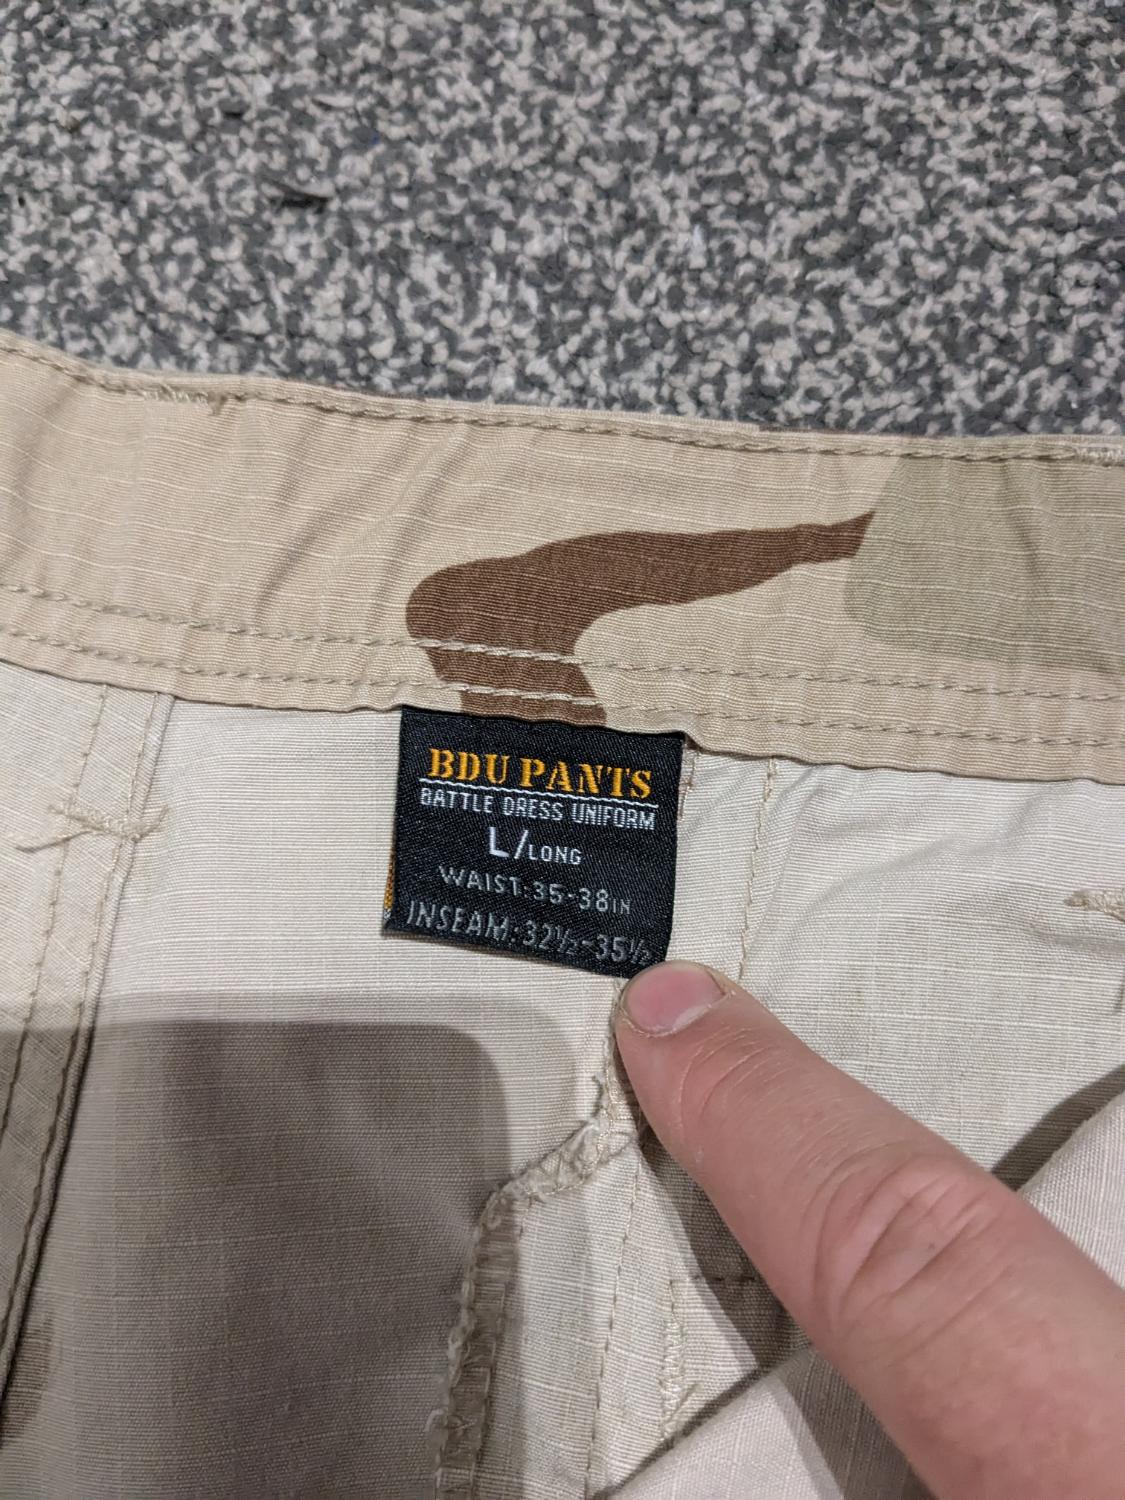 BDU PANTS
BATTLE DRESS UNIFORM
L/LONG
WAIST:35-38IN
INSEAM:32½-35½